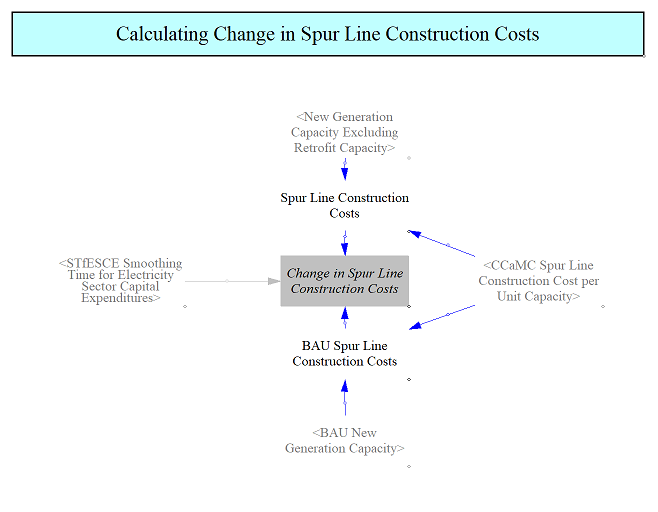 Calculating Change in Spur Line Construction Costs
<New Generation
Capacity Excluding
Retrofit Capacity>
Spur Line Construction
Costs
<STfESCE Smoothing
Time for Electricity
Sector Capital
Expenditures>
Change in Spur Line
Construction Costs
<CCaMC Spur Line
Construction Cost per
Unit Capacity>
BAU Spur Line
Construction Costs
<BAU New
Generation Capacity>